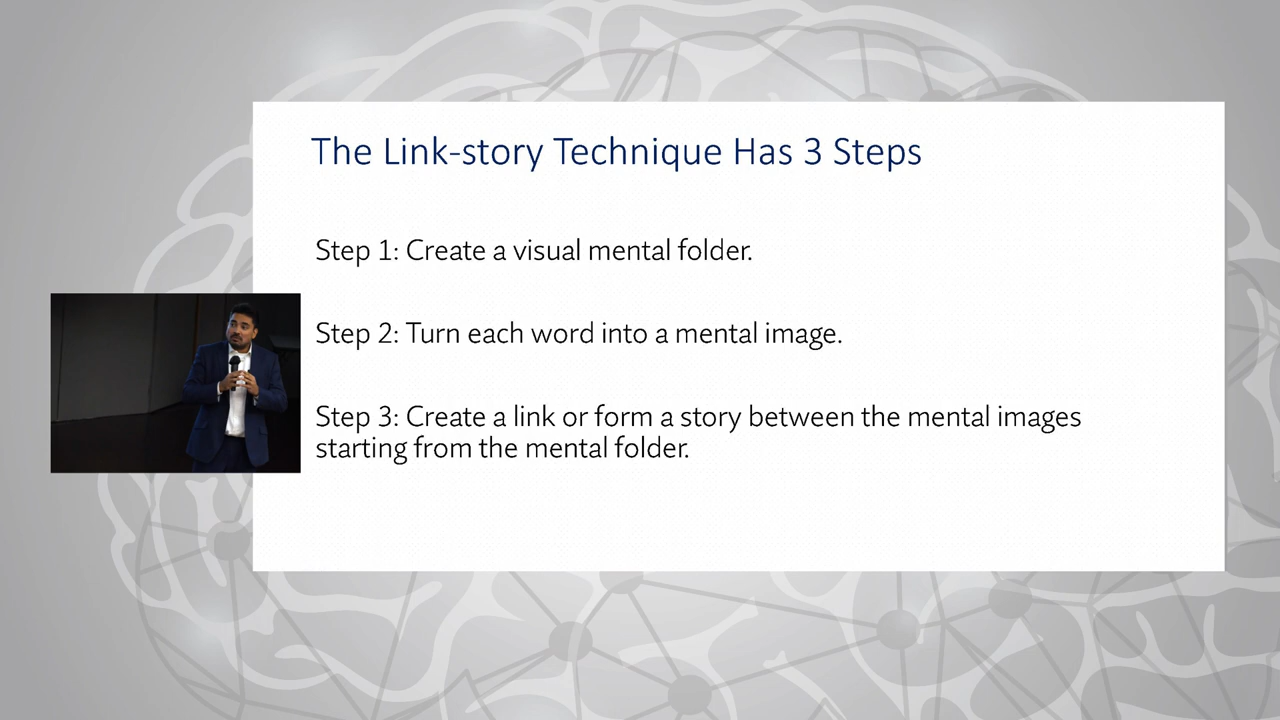 The Link-story Technique Has 3 Steps
Step 1: Create a visual mental folder.
Step 2: Turn each word into a mental image.
Step 3: Create a link or form a story between the mental images
starting from the mental folder.